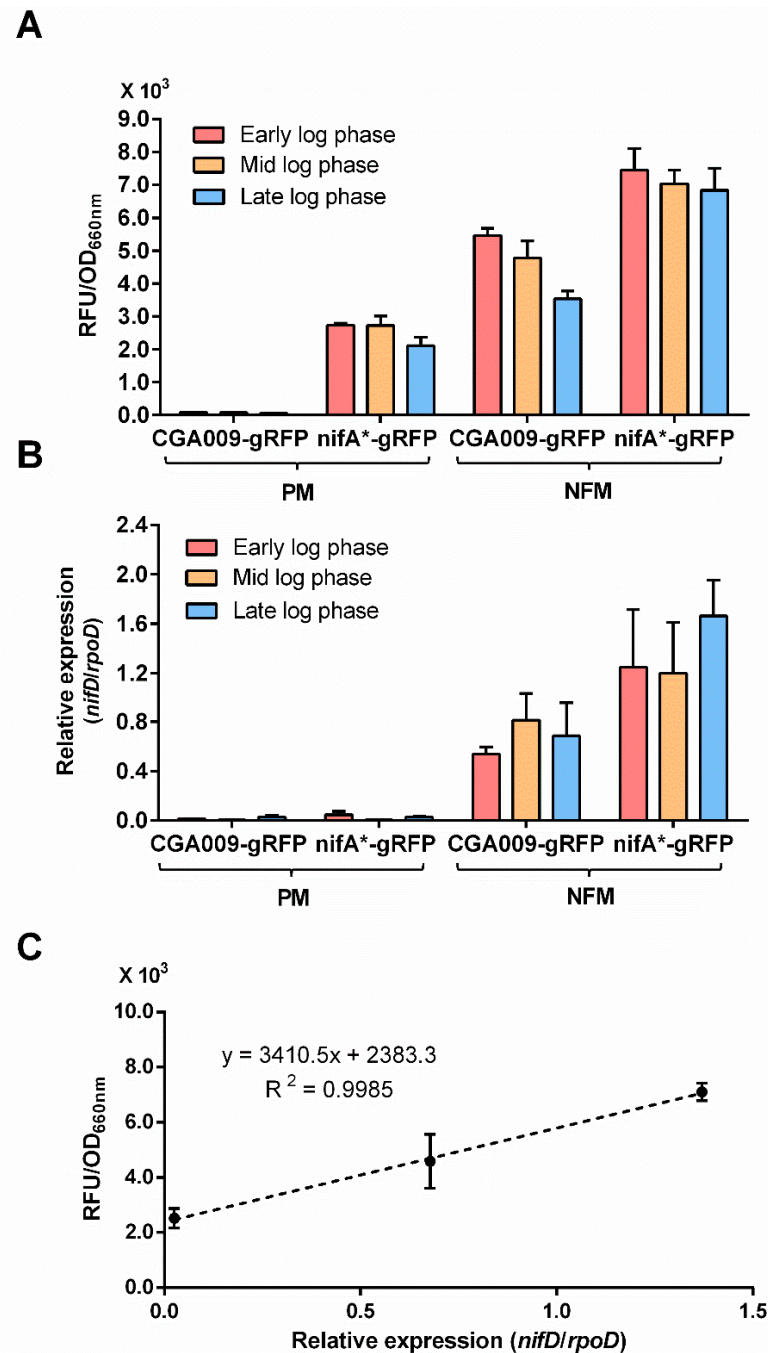 A
X 10³
9.0
8.0
7.0
6.0
5.0
4.0
3.0
2.0
1.0
0.0
RFU/OD660nm
Early log phase
Mid log phase
Late log phase
CGA009-gRFP nifA*-gRFP CGA009-gRFP nifA*-gRFP
PM NFM
B
2.4
2.0
1.6
1.2
0.8
0.4
0.0
Relative expression
(nifD/rpoD)
Early log phase
Mid log phase
Late log phase
CGA009-gRFP nifA*-gRFP CGA009-gRFP nifA*-gRFP
PM NFM
C
X 10³
10.0
8.0
6.0
4.0
2.0
0.0
RFU/OD660nm
y = 3410.5x + 2383.3
R² = 0.9985
0.0 0.5 1.0 1.5
Relative expression (nifD/rpoD)